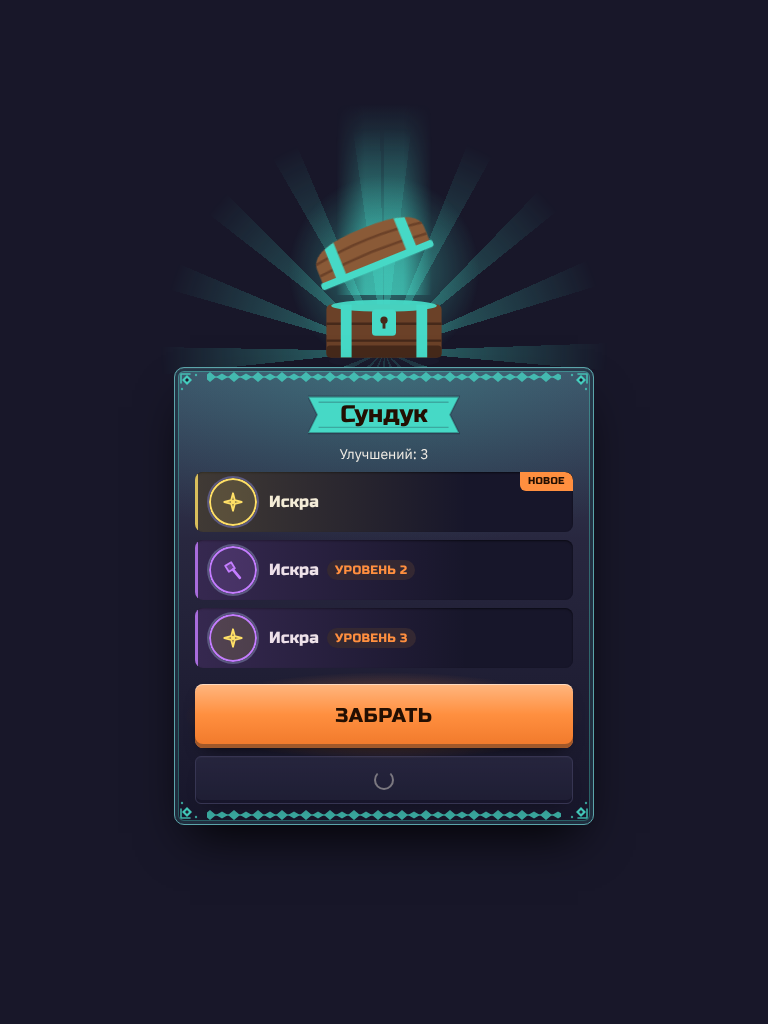 Сундук
Улучшений: 3
НОВОЕ
Искра
Искра УРОВЕНЬ 2
Искра УРОВЕНЬ 3
ЗАБРАТЬ